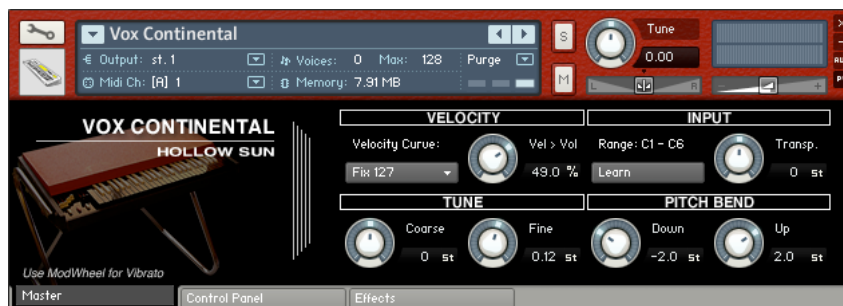 Vox Continental
Output: st. 1
Voices: 0 Max: 128 Purge
Midi Ch: [A] 1
Memory: 7.91 MB
S
M
Tune
0.00
L R
- +
VOX CONTINENTAL
HOLLOW SUN
Use ModWheel for Vibrato
VELOCITY
Velocity Curve:
Fix 127
Vel > Vol
49.0 %
INPUT
Range: C1 - C6
Learn
Transp.
0 st
TUNE
Coarse
0 st
Fine
0.12 st
PITCH BEND
Down
-2.0 st
Up
2.0 st
Master
Control Panel
Effects